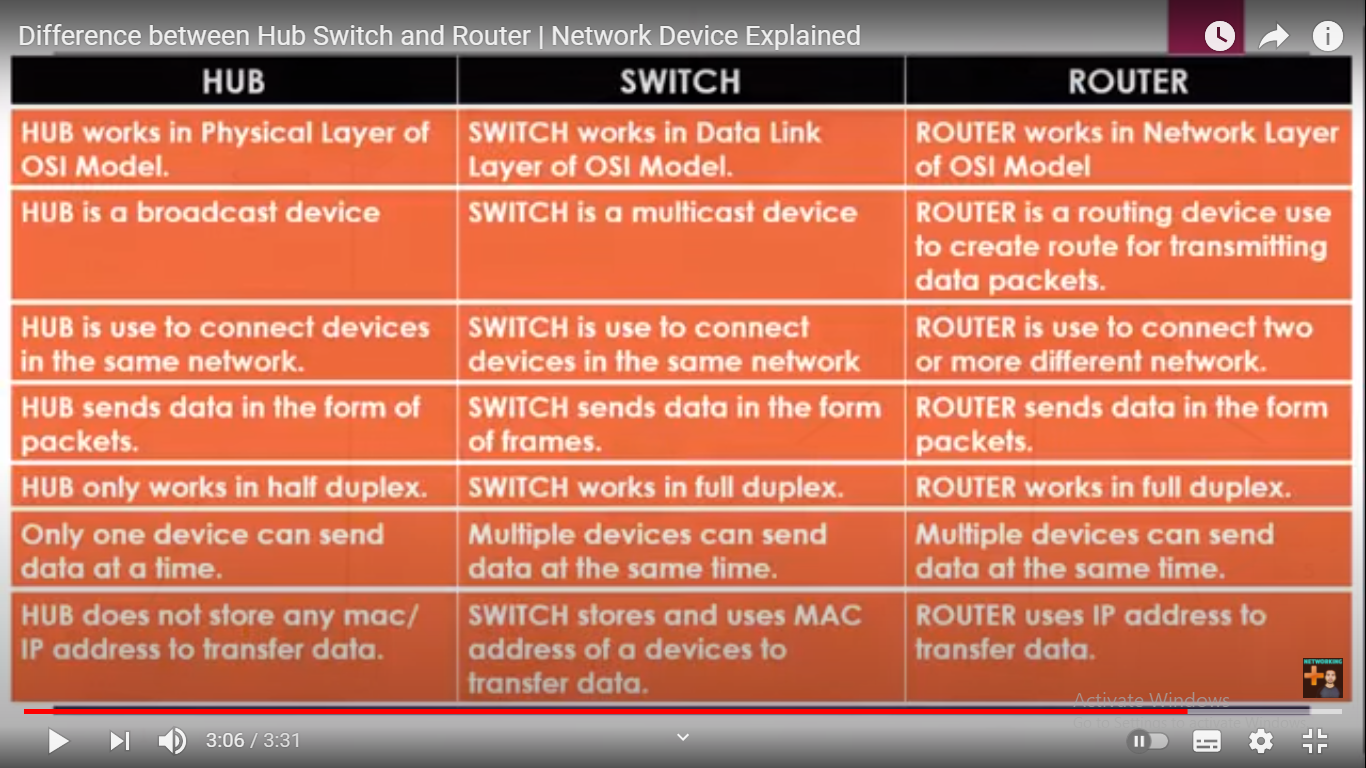 Difference between Hub Switch and Router | Network Device Explained
HUB
SWITCH
ROUTER
HUB works in Physical Layer of
OSI Model.
SWITCH works in Data Link
Layer of OSI Model.
ROUTER works in Network Layer
of OSI Model
HUB is a broadcast device
SWITCH is a multicast device
ROUTER is a routing device use
to create route for transmitting
data packets.
HUB is use to connect devices
in the same network.
SWITCH is use to connect
devices in the same network
ROUTER is use to connect two
or more different network.
HUB sends data in the form of
packets.
SWITCH sends data in the form
of frames.
ROUTER sends data in the form
packets.
HUB only works in half duplex.
SWITCH works in full duplex.
ROUTER works in full duplex.
Only one device can send
data at a time.
Multiple devices can send
data at the same time.
Multiple devices can send
data at the same time.
HUB does not store any mac/
IP address to transfer data.
SWITCH stores and uses MAC
address of a devices to
transfer data.
ROUTER uses IP address to
transfer data.
NETWORKING
Activate Windows
Go to Settings to activate Windows.
3:06 / 3:31